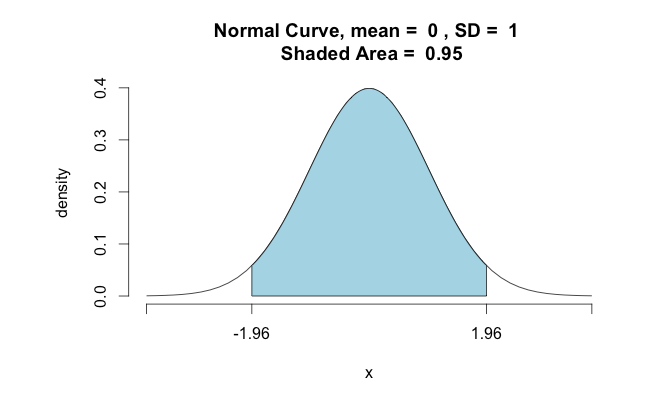 Normal Curve, mean =  0 , SD =  1
Shaded Area =  0.95
0.4
0.3
0.2
0.1
0.0
density
-1.96
1.96
x